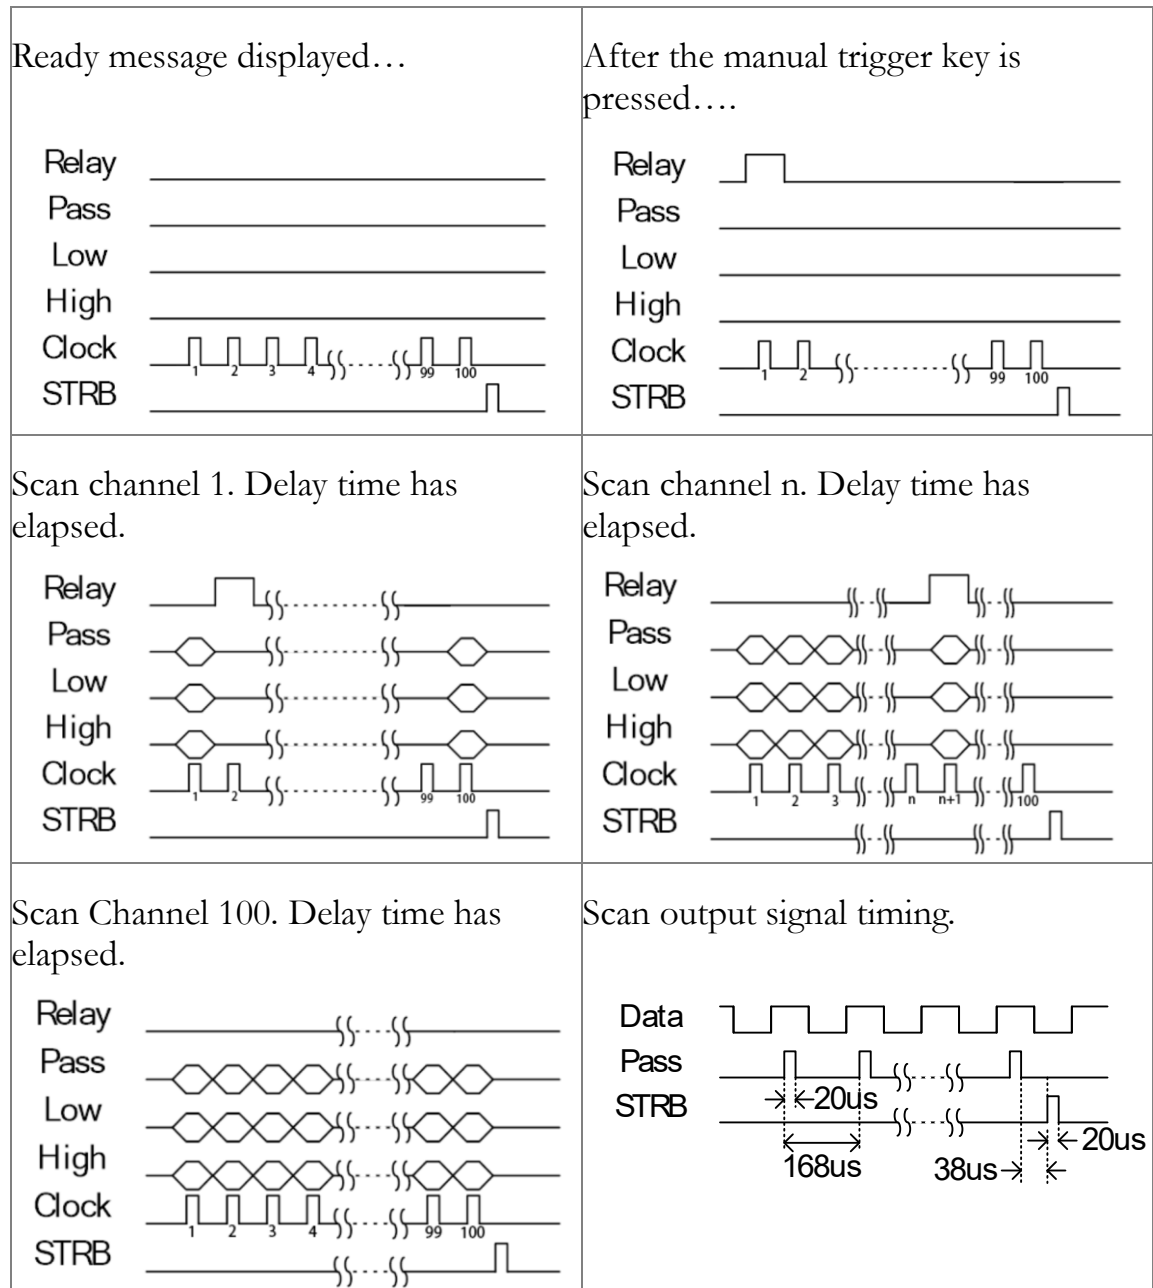 Ready message displayed…
Relay
Pass
Low
High
Clock
1 2 3 4 99 100
STRB
After the manual trigger key is
pressed….
Relay
Pass
Low
High
Clock
1 2 99 100
STRB
Scan channel 1. Delay time has
elapsed.
Relay
Pass
Low
High
Clock
1 2 99 100
STRB
Scan channel n. Delay time has
elapsed.
Relay
Pass
Low
High
Clock
1 2 3 n n+1 100
STRB
Scan Channel 100. Delay time has
elapsed.
Relay
Pass
Low
High
Clock
1 2 3 4 99 100
STRB
Scan output signal timing.
Data
Pass
STRB
20us
20us
168us
38us